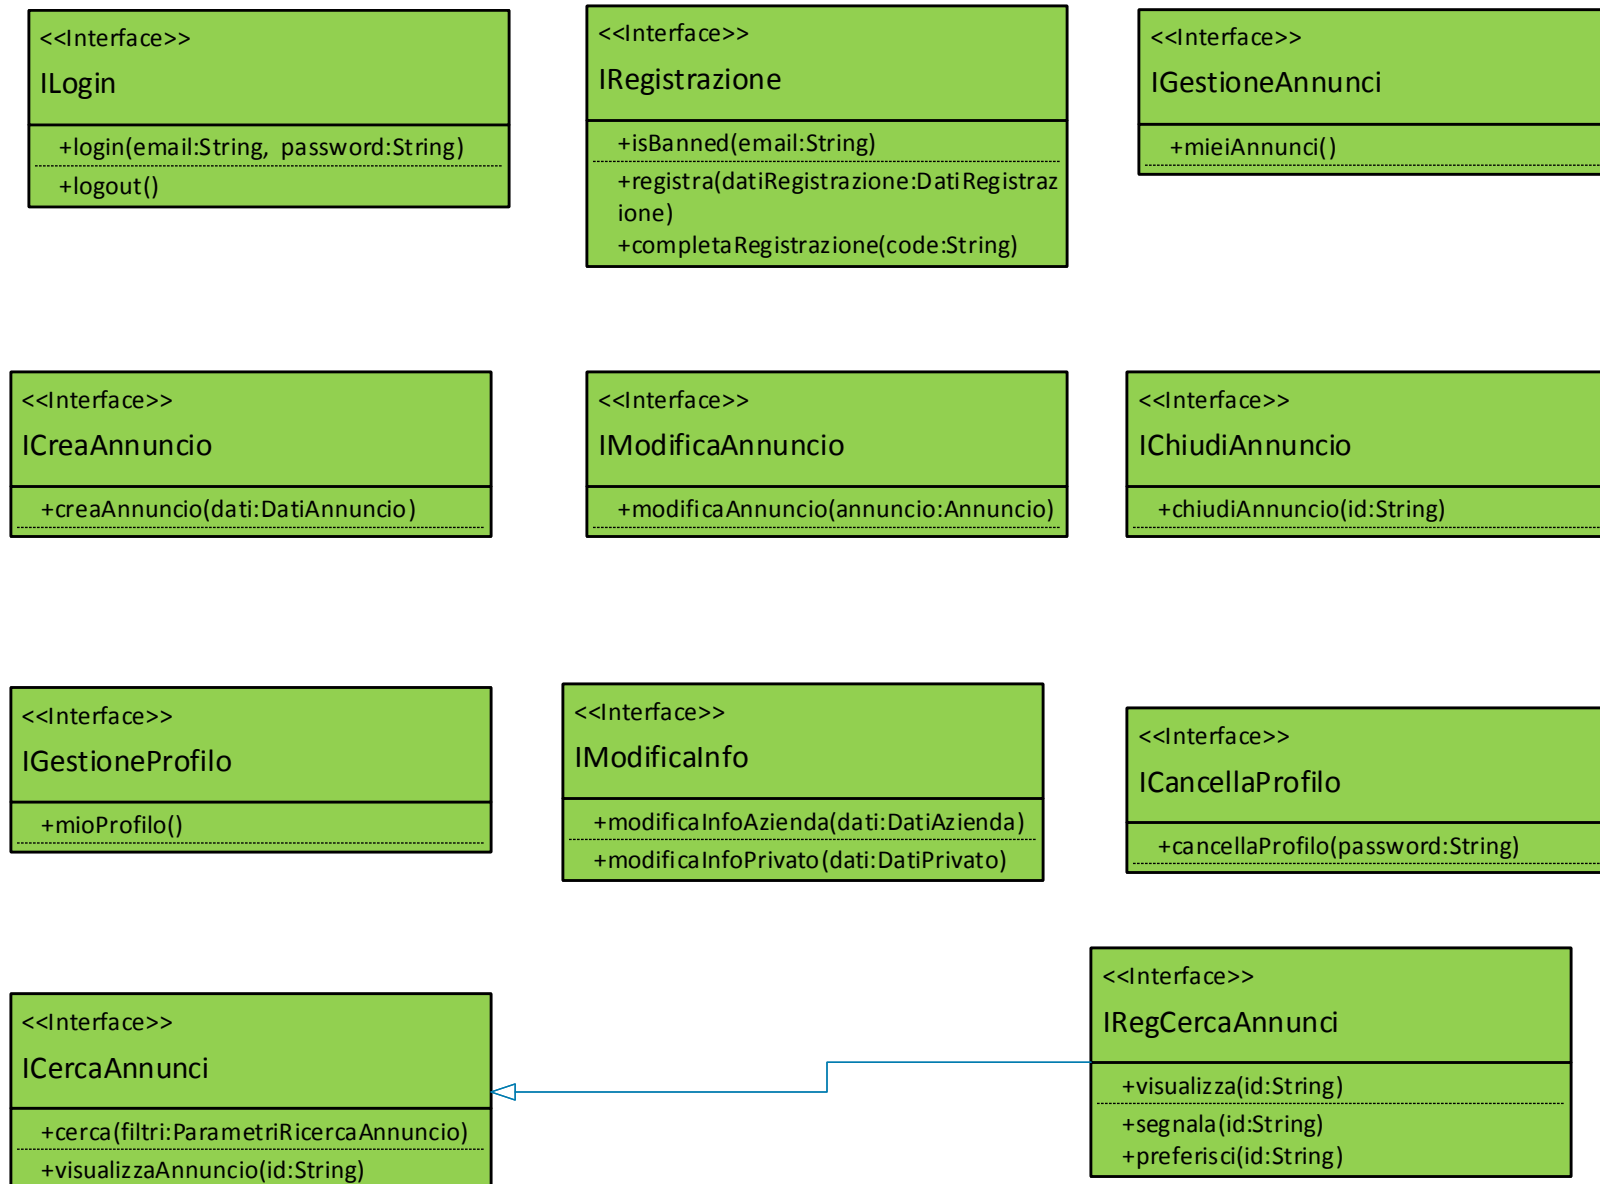 <<Interface>>
ILogin
+login(email:String, password:String)
+logout()
<<Interface>>
IRegistrazione
+isBanned(email:String)
+registra(datiRegistrazione:DatiRegistraz
ione)
+completaRegistrazione(code:String)
<<Interface>>
IGestioneAnnunci
+mieiAnnunci()
<<Interface>>
ICreaAnnuncio
+creaAnnuncio(dati:DatiAnnuncio)
<<Interface>>
IModificaAnnuncio
+modificaAnnuncio(annuncio:Annuncio)
<<Interface>>
IChiudiAnnuncio
+chiudiAnnuncio(id:String)
<<Interface>>
IGestioneProfilo
+mioProfilo()
<<Interface>>
IModificaInfo
+modificaInfoAzienda(dati:DatiAzienda)
+modificaInfoPrivato(dati:DatiPrivato)
<<Interface>>
ICancellaProfilo
+cancellaProfilo(password:String)
<<Interface>>
ICercaAnnunci
+cerca(filtri:ParametriRicercaAnnuncio)
+visualizzaAnnuncio(id:String)
<<Interface>>
IRegCercaAnnunci
+visualizza(id:String)
+segnala(id:String)
+preferisci(id:String)